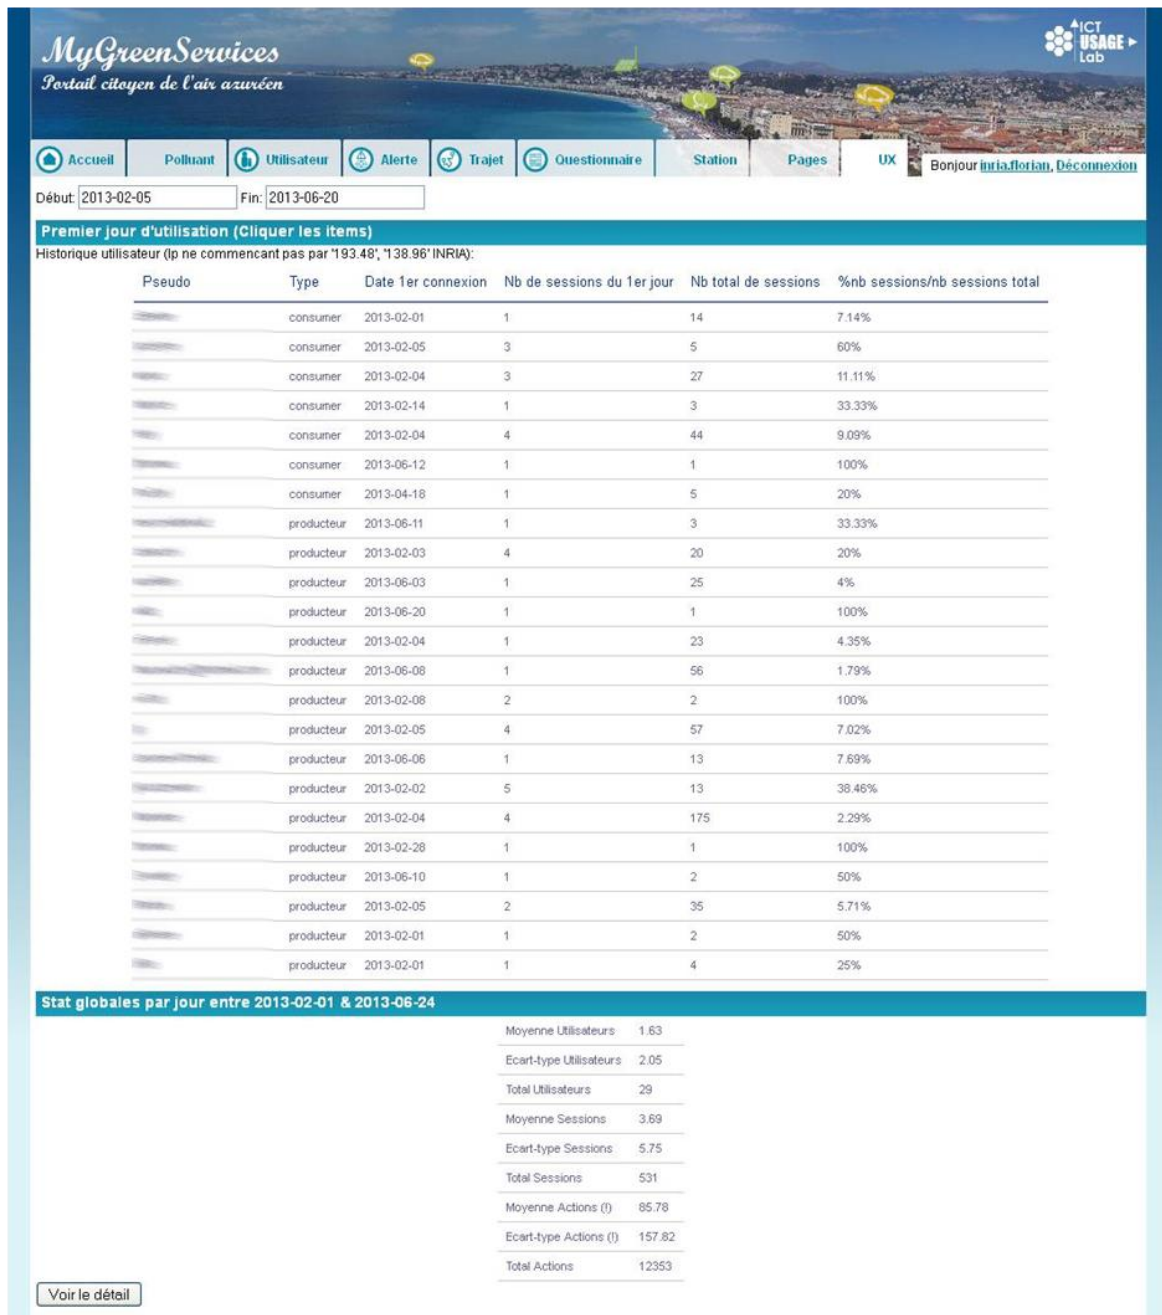 MyGreenServices
Portail citoyen de l'air azuréen
ICT
USAGE
Lab
Accueil Polluant Utilisateur Alerte Trajet Questionnaire Station Pages UX Bonjour inria.florian, Déconnexion
Début: 2013-02-05 Fin: 2013-06-20
Premier jour d'utilisation (Cliquer les items)
Historique utilisateur (Ip ne commencant pas par '193.48', '138.96' INRIA):
Pseudo Type Date 1er connexion Nb de sessions du 1er jour Nb total de sessions %nb sessions/nb sessions total
consumer 2013-02-01 1 14 7.14%
consumer 2013-02-05 3 5 60%
consumer 2013-02-04 3 27 11.11%
consumer 2013-02-14 1 3 33.33%
consumer 2013-02-04 4 44 9.09%
consumer 2013-06-12 1 1 100%
consumer 2013-04-18 1 5 20%
producteur 2013-06-11 1 3 33.33%
producteur 2013-02-03 4 20 20%
producteur 2013-06-03 1 25 4%
producteur 2013-06-20 1 1 100%
producteur 2013-02-04 1 23 4.35%
producteur 2013-06-08 1 56 1.79%
producteur 2013-02-08 2 2 100%
producteur 2013-02-05 4 57 7.02%
producteur 2013-06-06 1 13 7.69%
producteur 2013-02-02 5 13 38.46%
producteur 2013-02-04 4 175 2.29%
producteur 2013-02-28 1 1 100%
producteur 2013-06-10 1 2 50%
producteur 2013-02-05 2 35 5.71%
producteur 2013-02-01 1 2 50%
producteur 2013-02-01 1 4 25%
Stat globales par jour entre 2013-02-01 & 2013-06-24
Moyenne Utilisateurs 1.63
Ecart-type Utilisateurs 2.05
Total Utilisateurs 29
Moyenne Sessions 3.69
Ecart-type Sessions 5.75
Total Sessions 531
Moyenne Actions (!) 85.78
Ecart-type Actions (!) 157.82
Total Actions 12353
Voir le détail